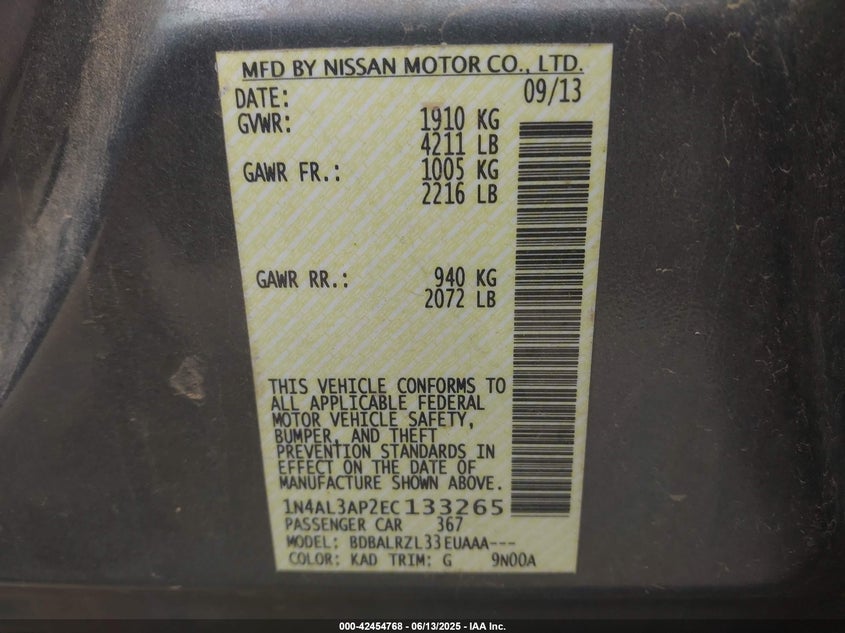 MFD BY NISSAN MOTOR CO., LTD.
DATE: 09/13
GVWR: 1910 KG
4211 LB
GAWR FR.: 1005 KG
2216 LB
GAWR RR.: 940 KG
2072 LB
THIS VEHICLE CONFORMS TO
ALL APPLICABLE FEDERAL
MOTOR VEHICLE SAFETY,
BUMPER, AND THEFT
PREVENTION STANDARDS IN
EFFECT ON THE DATE OF
MANUFACTURE SHOWN ABOVE.
1N4AL3AP2EC133265
PASSENGER CAR 367
MODEL: BDBALRZL33EUAAA---
COLOR: KAD TRIM: G 9N00A
000-42454768 - 06/13/2025 - IAA Inc.